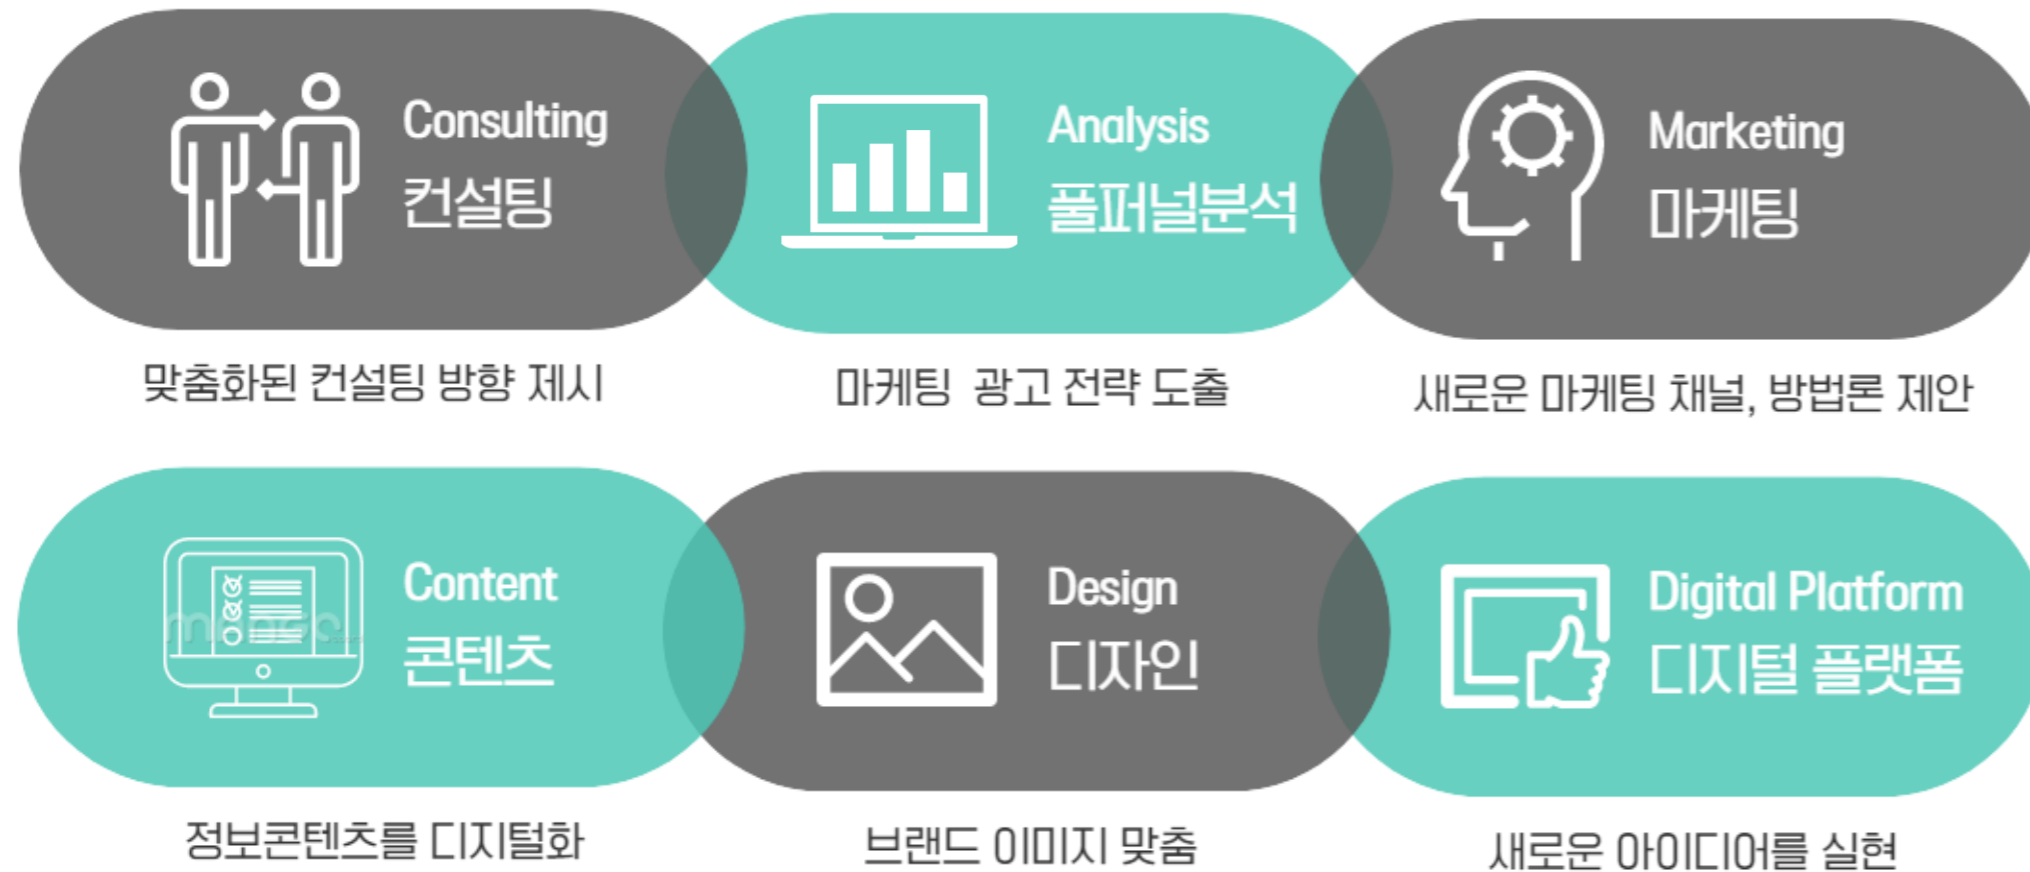 Consulting
컨설팅
Analysis
풀퍼널분석
Marketing
마케팅
맞춤화된 컨설팅 방향 제시
마케팅 광고 전략 도출
새로운 마케팅 채널, 방법론 제안
Content
콘텐츠
Design
디자인
Digital Platform
디지털 플랫폼
정보콘텐츠를 디지털화
브랜드 이미지 맞춤
새로운 아이디어를 실현